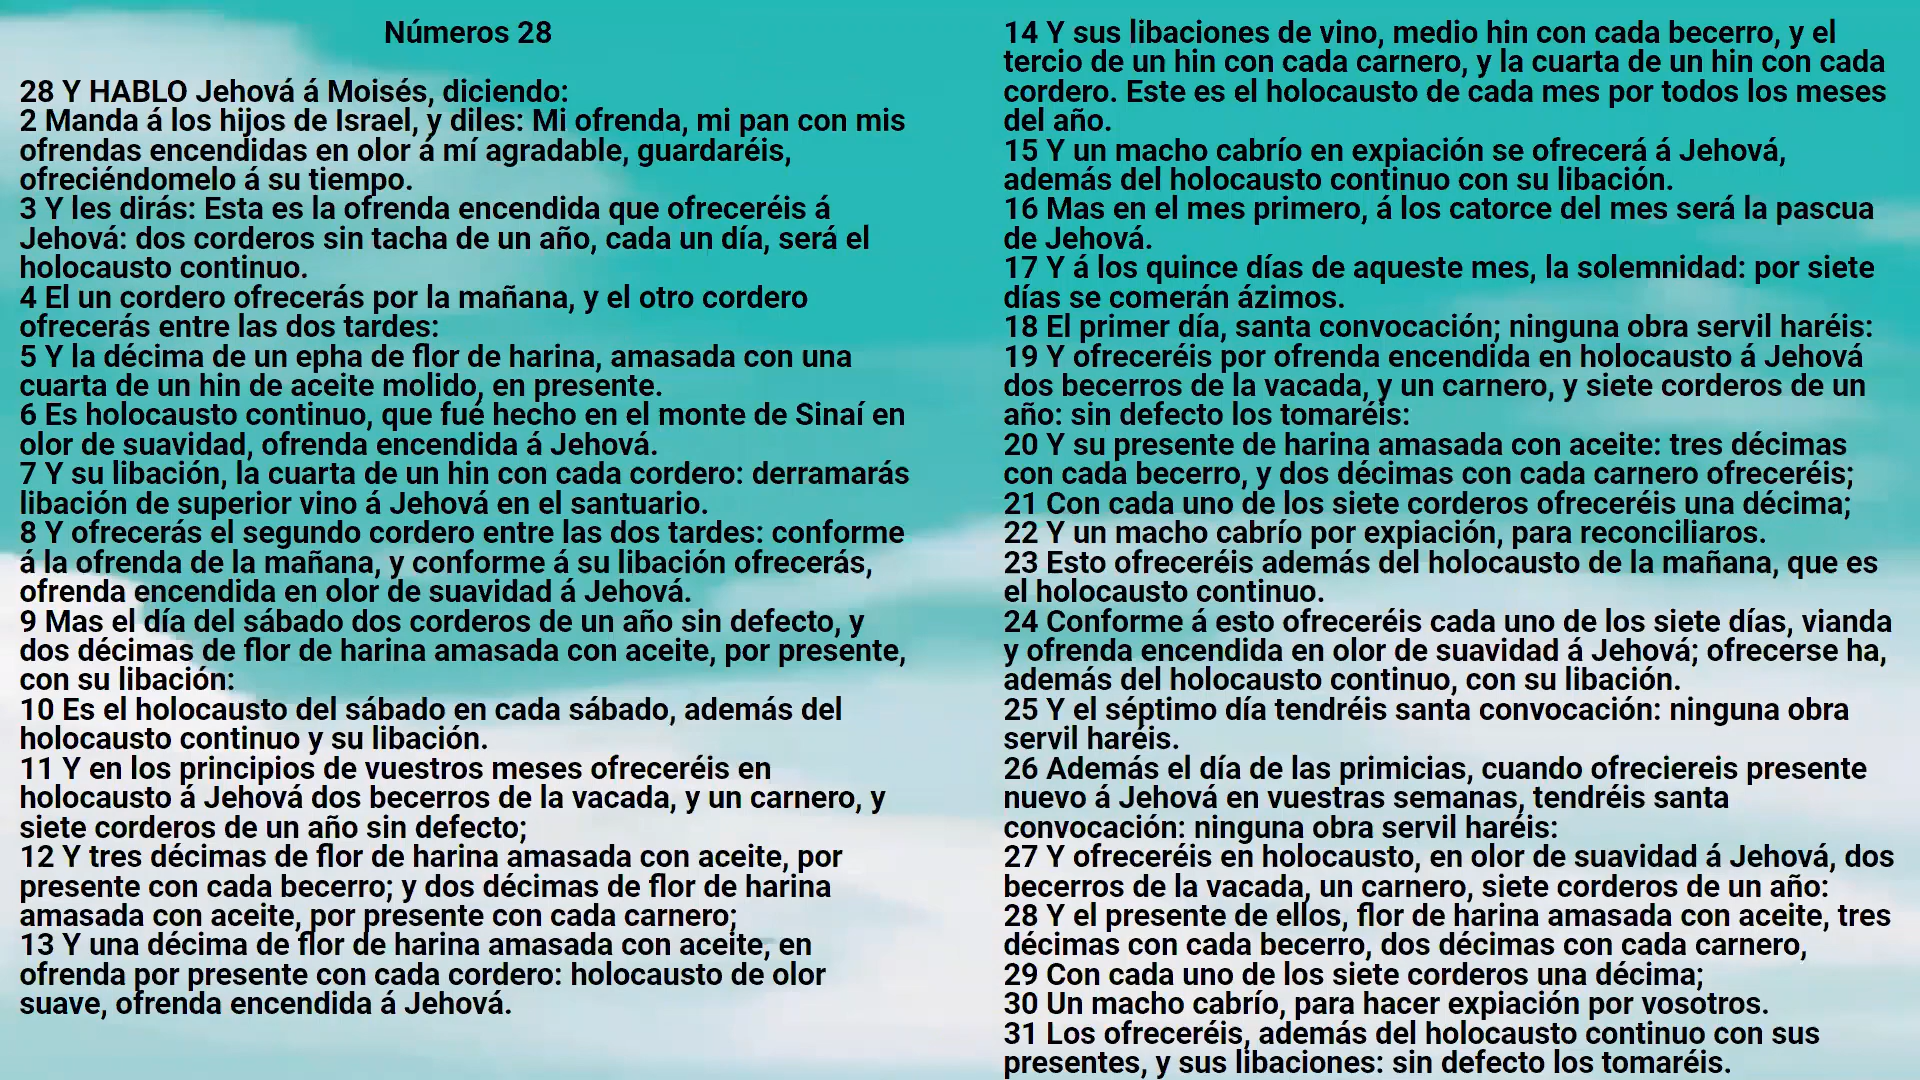 Números 28
28 Y HABLO Jehová á Moisés, diciendo:
2 Manda á los hijos de Israel, y diles: Mi ofrenda, mi pan con mis
ofrendas encendidas en olor á mí agradable, guardaréis,
ofreciéndomelo á su tiempo.
3 Y les dirás: Esta es la ofrenda encendida que ofreceréis á
Jehová: dos corderos sin tacha de un año, cada un día, será el
holocausto continuo.
4 El un cordero ofrecerás por la mañana, y el otro cordero
ofrecerás entre las dos tardes:
5 Y la décima de un epha de flor de harina, amasada con una
cuarta de un hin de aceite molido, en presente.
6 Es holocausto continuo, que fué hecho en el monte de Sinaí en
olor de suavidad, ofrenda encendida á Jehová.
7 Y su libación, la cuarta de un hin con cada cordero: derramarás
libación de superior vino á Jehová en el santuario.
8 Y ofrecerás el segundo cordero entre las dos tardes: conforme
á la ofrenda de la mañana, y conforme á su libación ofrecerás,
ofrenda encendida en olor de suavidad á Jehová.
9 Mas el día del sábado dos corderos de un año sin defecto, y
dos décimas de flor de harina amasada con aceite, por presente,
con su libación:
10 Es el holocausto del sábado en cada sábado, además del
holocausto continuo y su libación.
11 Y en los principios de vuestros meses ofreceréis en
holocausto á Jehová dos becerros de la vacada, y un carnero, y
siete corderos de un año sin defecto;
12 Y tres décimas de flor de harina amasada con aceite, por
presente con cada becerro; y dos décimas de flor de harina
amasada con aceite, por presente con cada carnero;
13 Y una décima de flor de harina amasada con aceite, en
ofrenda por presente con cada cordero: holocausto de olor
suave, ofrenda encendida á Jehová.
14 Y sus libaciones de vino, medio hin con cada becerro, y el
tercio de un hin con cada carnero, y la cuarta de un hin con cada
cordero. Este es el holocausto de cada mes por todos los meses
del año.
15 Y un macho cabrío en expiación se ofrecerá á Jehová,
además del holocausto continuo con su libación.
16 Mas en el mes primero, á los catorce del mes será la pascua
de Jehová.
17 Y á los quince días de aqueste mes, la solemnidad: por siete
días se comerán ázimos.
18 El primer día, santa convocación; ninguna obra servil haréis:
19 Y ofreceréis por ofrenda encendida en holocausto á Jehová
dos becerros de la vacada, y un carnero, y siete corderos de un
año: sin defecto los tomaréis:
20 Y su presente de harina amasada con aceite: tres décimas
con cada becerro, y dos décimas con cada carnero ofreceréis;
21 Con cada uno de los siete corderos ofreceréis una décima;
22 Y un macho cabrío por expiación, para reconciliaros.
23 Esto ofreceréis además del holocausto de la mañana, que es
el holocausto continuo.
24 Conforme á esto ofreceréis cada uno de los siete días, vianda
y ofrenda encendida en olor de suavidad á Jehová; ofrecerse ha,
además del holocausto continuo, con su libación.
25 Y el séptimo día tendréis santa convocación: ninguna obra
servil haréis.
26 Además el día de las primicias, cuando ofreciereis presente
nuevo á Jehová en vuestras semanas, tendréis santa
convocación: ninguna obra servil haréis:
27 Y ofreceréis en holocausto, en olor de suavidad á Jehová, dos
becerros de la vacada, un carnero, siete corderos de un año:
28 Y el presente de ellos, flor de harina amasada con aceite, tres
décimas con cada becerro, dos décimas con cada carnero,
29 Con cada uno de los siete corderos una décima;
30 Un macho cabrío, para hacer expiación por vosotros.
31 Los ofreceréis, además del holocausto continuo con sus
presentes, y sus libaciones: sin defecto los tomaréis.